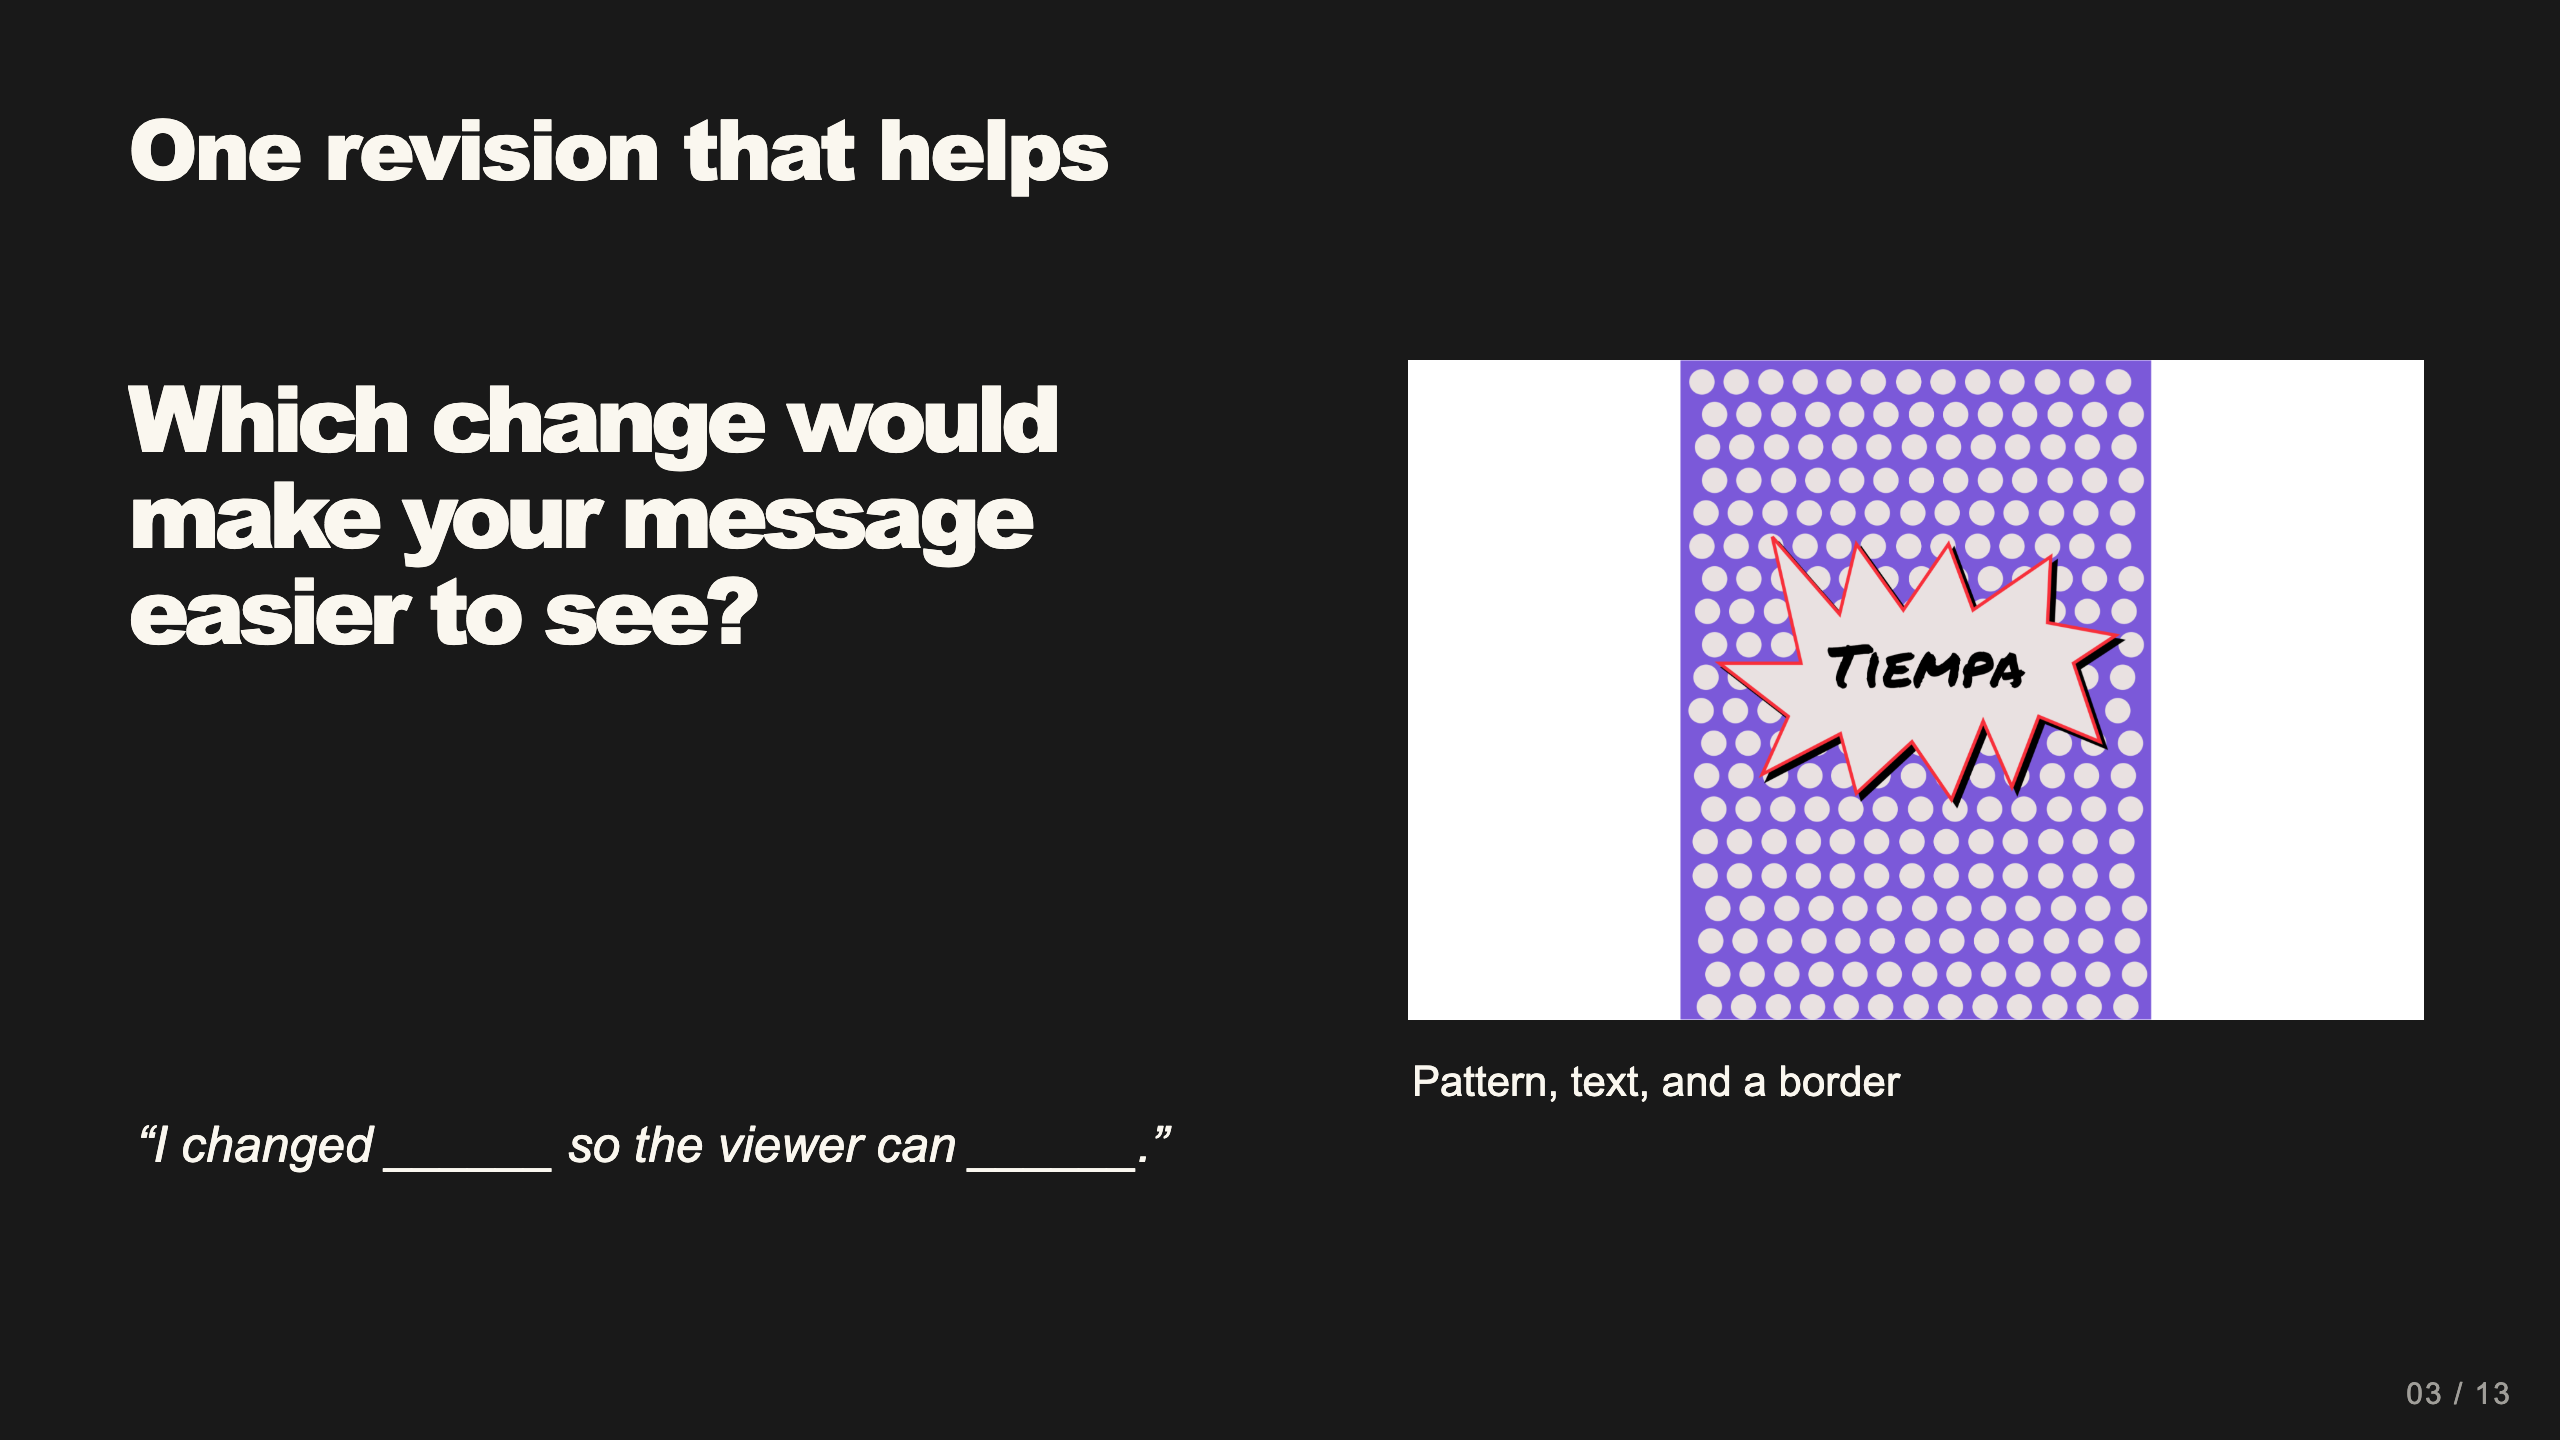 One revision that helps
Which change would
make your message
easier to see?
TIEMPA
Pattern, text, and a border
“I changed ______ so the viewer can ______.”
03 / 13